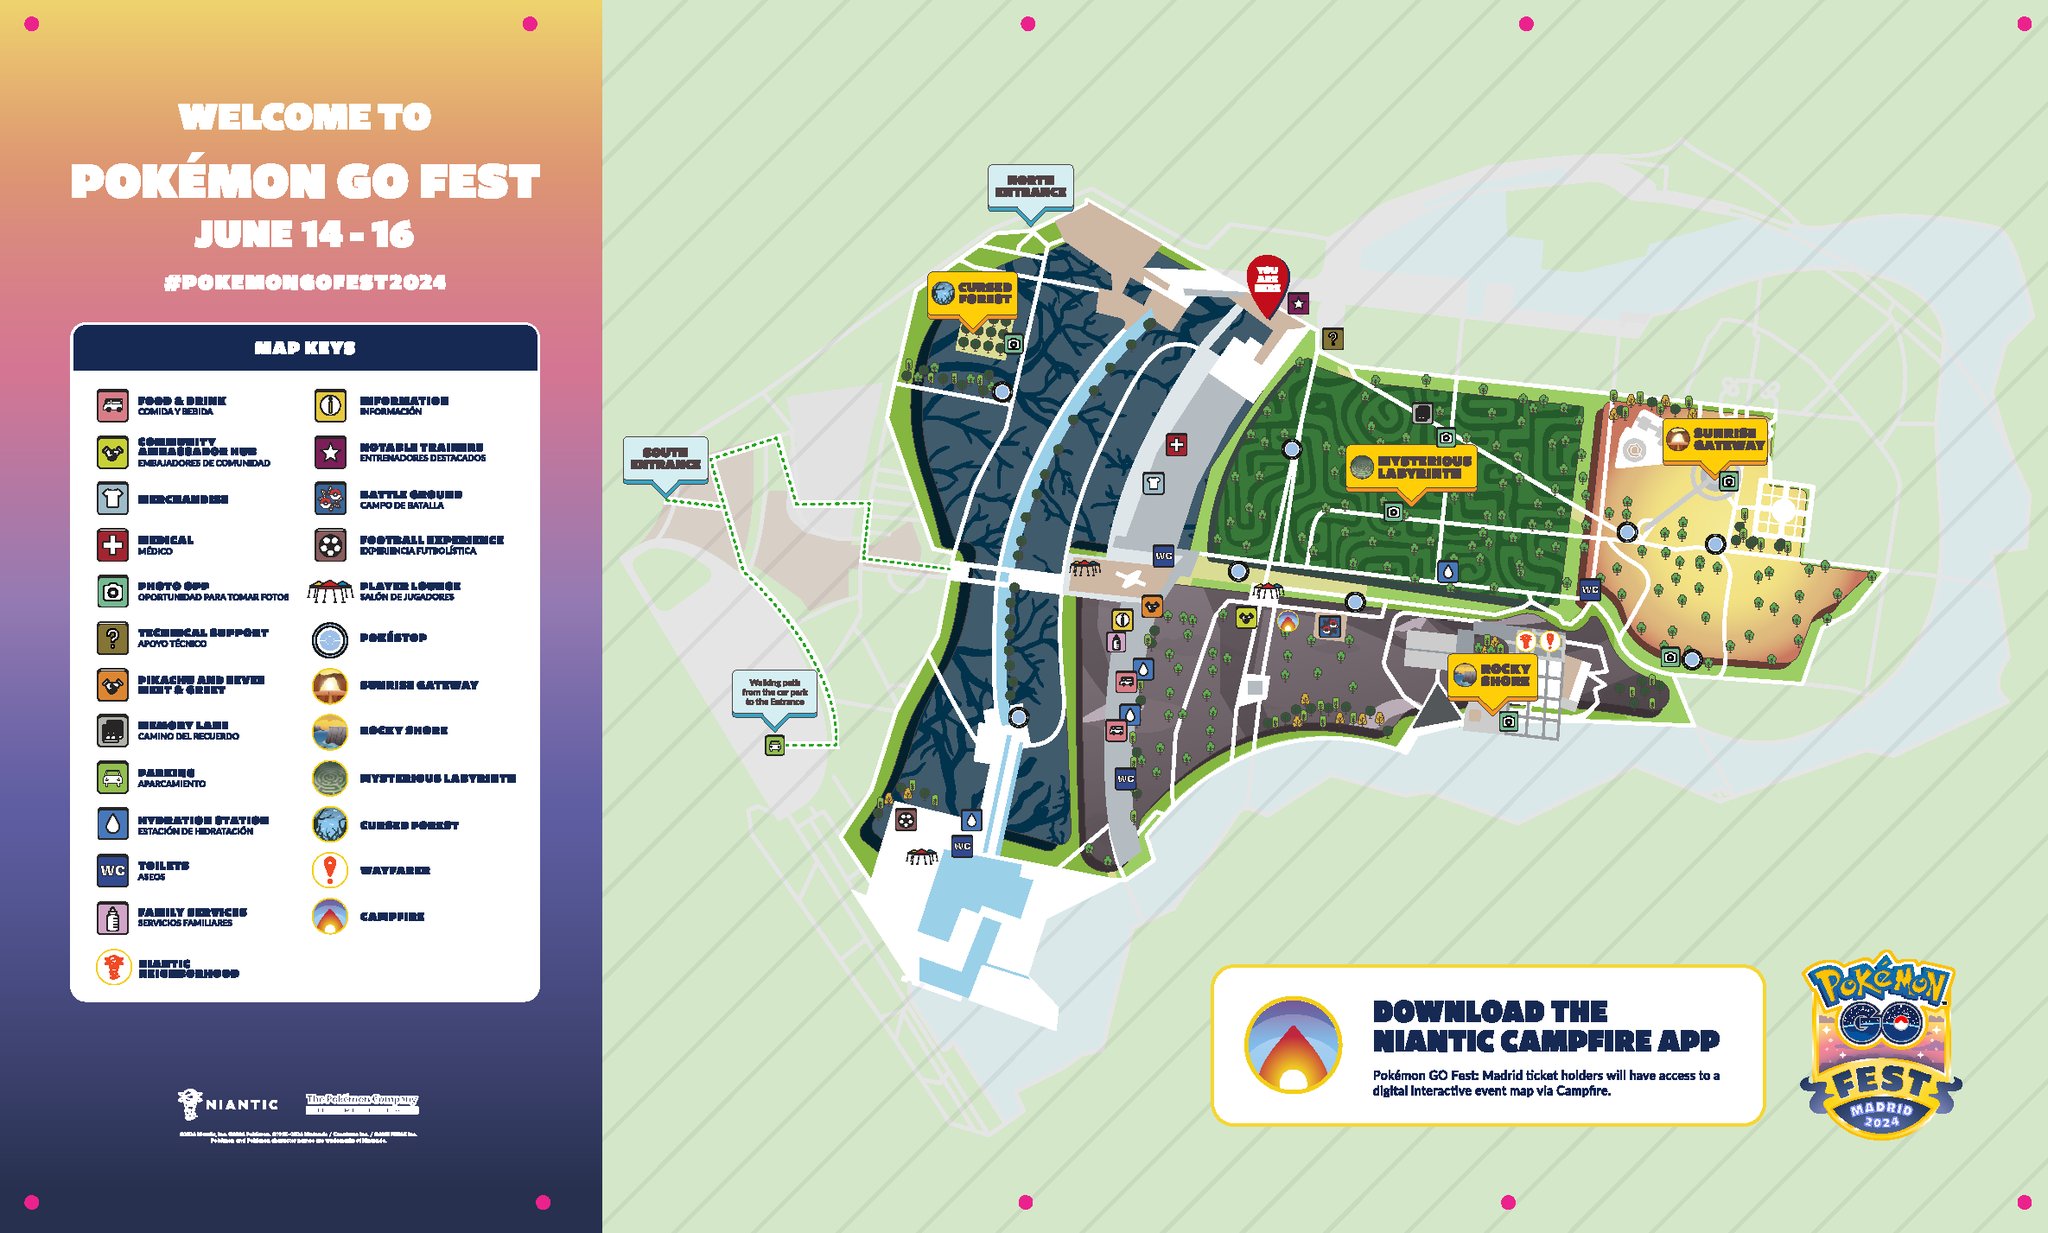 WELCOME TO
POKÉMON GO FEST
JUNE 14 - 16
#POKEMONGOFEST2024
MAP KEYS
FOOD & DRINK
COMIDA Y BEBIDA
COMMUNITY
AMBASSADOR HUB
EMBAJADORES DE COMUNIDAD
MERCHANDISE
MEDICAL
MÉDICO
PHOTO OPP
OPORTUNIDAD PARA TOMAR FOTOS
TECHNICAL SUPPORT
APOYO TÉCNICO
PIKACHU AND EEVEE
MEET & GREET
MEMORY LANE
CAMINO DEL RECUERDO
PARKING
APARCAMIENTO
HYDRATION STATION
ESTACIÓN DE HIDRATACIÓN
WC
TOILETS
ASEOS
FAMILY SERVICES
SERVICIOS FAMILIARES
NIANTIC
NEIGHBORHOOD
INFORMATION
INFORMACIÓN
NOTABLE TRAINERS
ENTRENADORES DESTACADOS
BATTLE GROUND
CAMPO DE BATALLA
FOOTBALL EXPERIENCE
EXPERIENCIA FUTBOLÍSTICA
PLAYER LOUNGE
SALÓN DE JUGADORES
POKÉSTOP
SUNRISE GATEWAY
ROCKY SHORE
MYSTERIOUS LABYRINTH
CURSED FOREST
WAYFARER
CAMPFIRE
NIANTIC
The Pokémon Company
NORTH
ENTRANCE
CURSED
FOREST
YOU
ARE
HERE
SOUTH
ENTRANCE
MYSTERIOUS
LABYRINTH
SUNRISE
GATEWAY
WC
WC
ROCKY
SHORE
Walking path
from the car park
to the Entrance
WC
WC
DOWNLOAD THE
NIANTIC CAMPFIRE APP
Pokémon GO Fest: Madrid ticket holders will have access to a
digital interactive event map via Campfire.
POKéMON
GO
FEST
MADRID
2024